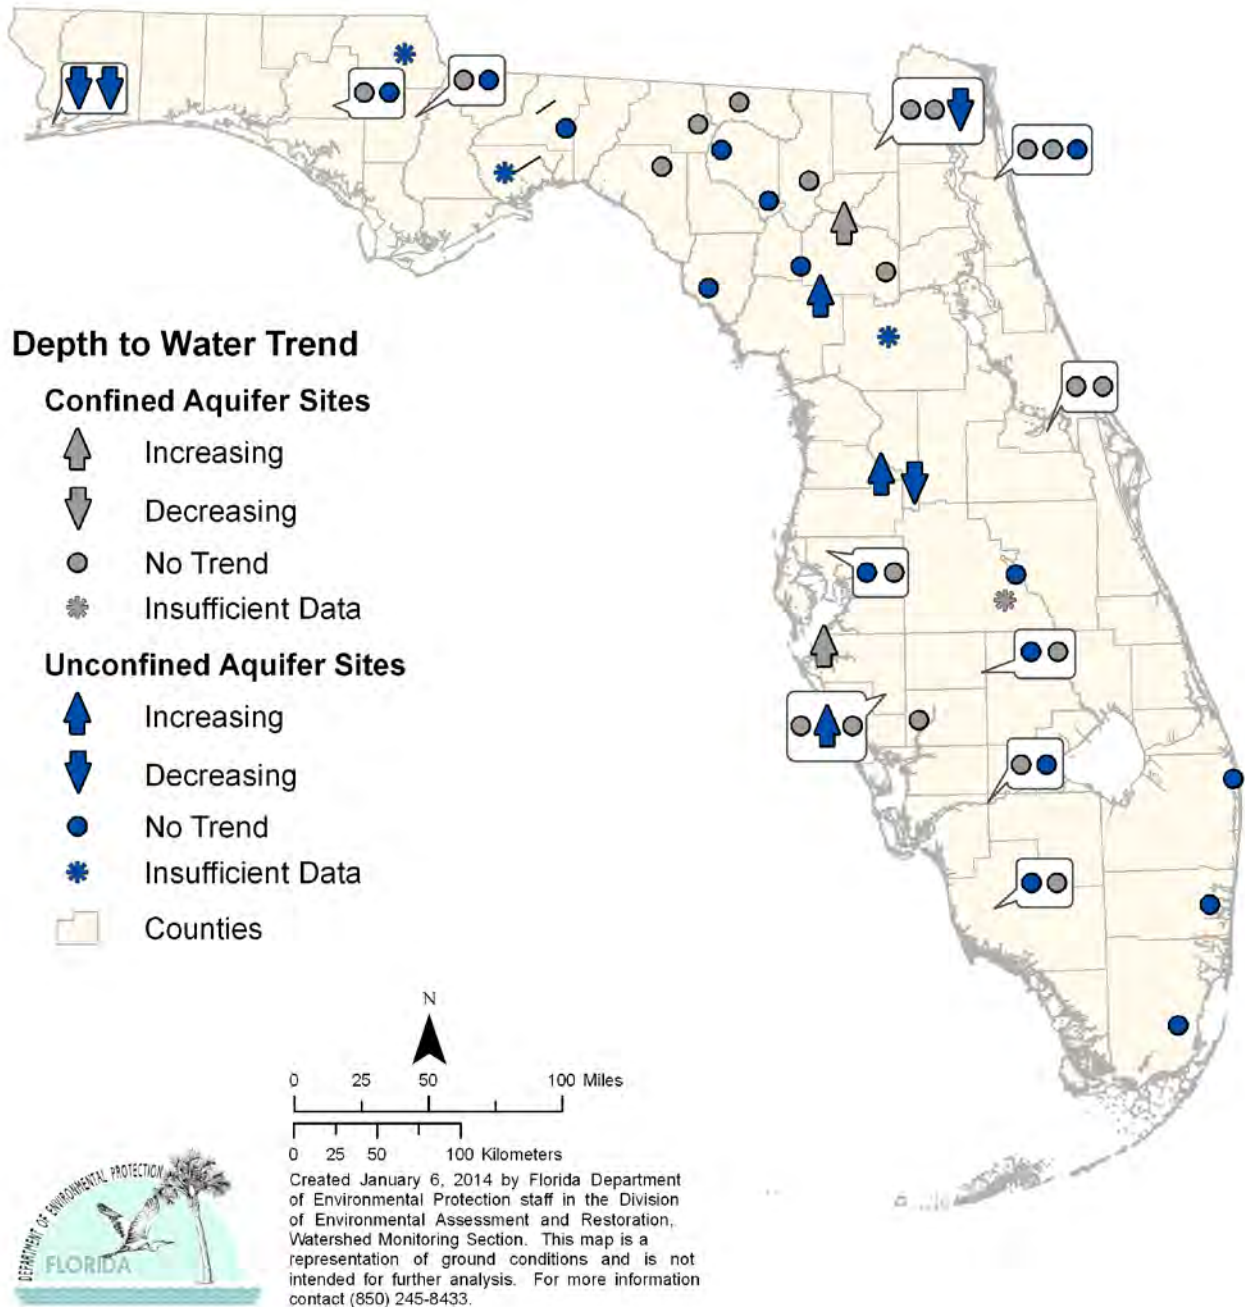 Depth to Water Trend
Confined Aquifer Sites
Increasing
Decreasing
No Trend
Insufficient Data
Unconfined Aquifer Sites
Increasing
Decreasing
No Trend
Insufficient Data
Counties
N
0 25 50 100 Miles
0 25 50 100 Kilometers
Created January 6, 2014 by Florida Department
of Environmental Protection staff in the Division
of Environmental Assessment and Restoration,
Watershed Monitoring Section. This map is a
representation of ground conditions and is not
intended for further analysis. For more information
contact (850) 245-8433.
DEPARTMENT OF ENVIRONMENTAL PROTECTION
FLORIDA